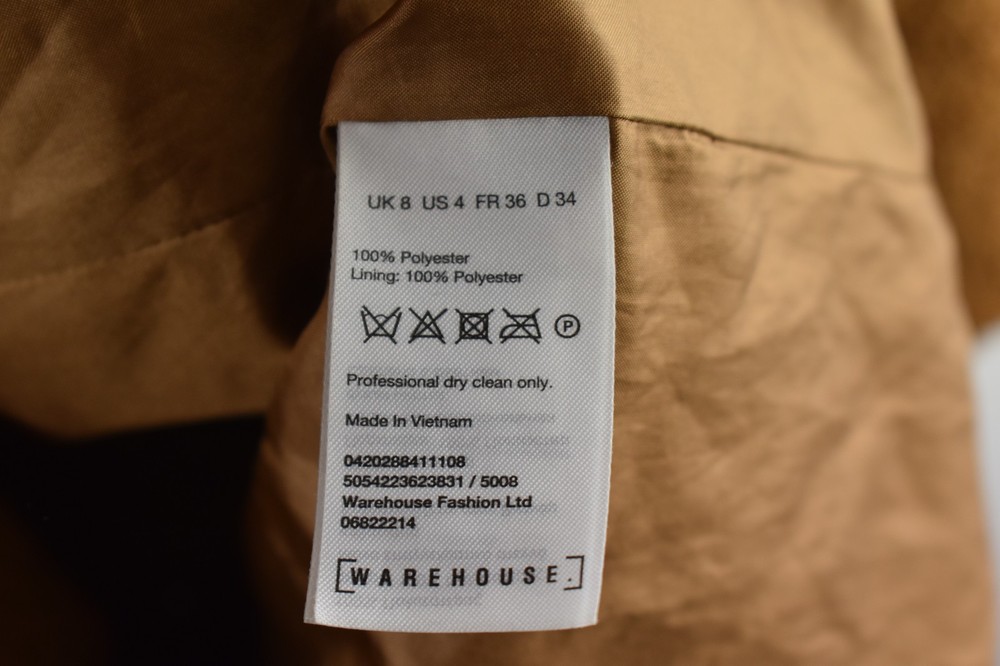 UK 8 US 4 FR 36 D 34
100% Polyester
Lining: 100% Polyester
P
Professional dry clean only.
Made In Vietnam
0420288411108
5054223623831 / 5008
Warehouse Fashion Ltd
06822214
[WAREHOUSE.]